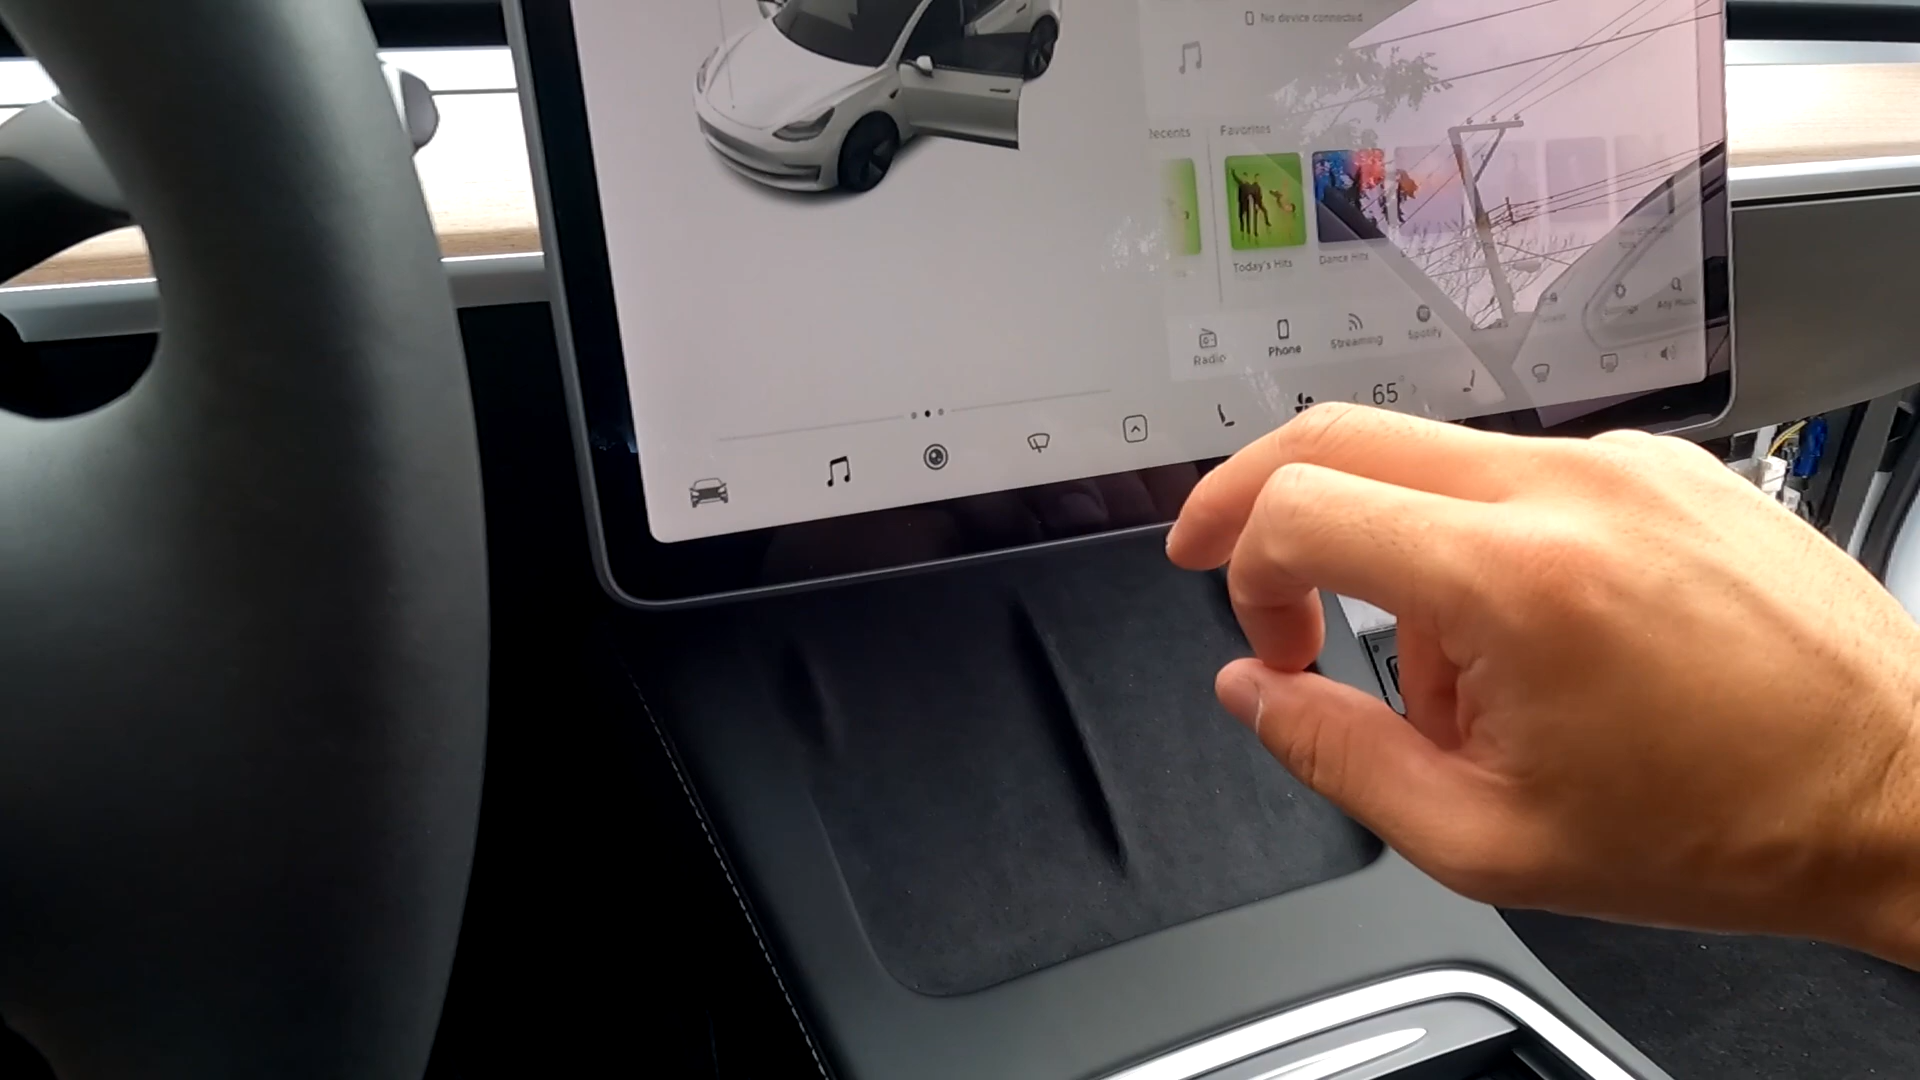 No device connected
Recents
Favorites
Today's Hits
Dance Hits
Radio
Phone
Streaming
Spotify
65